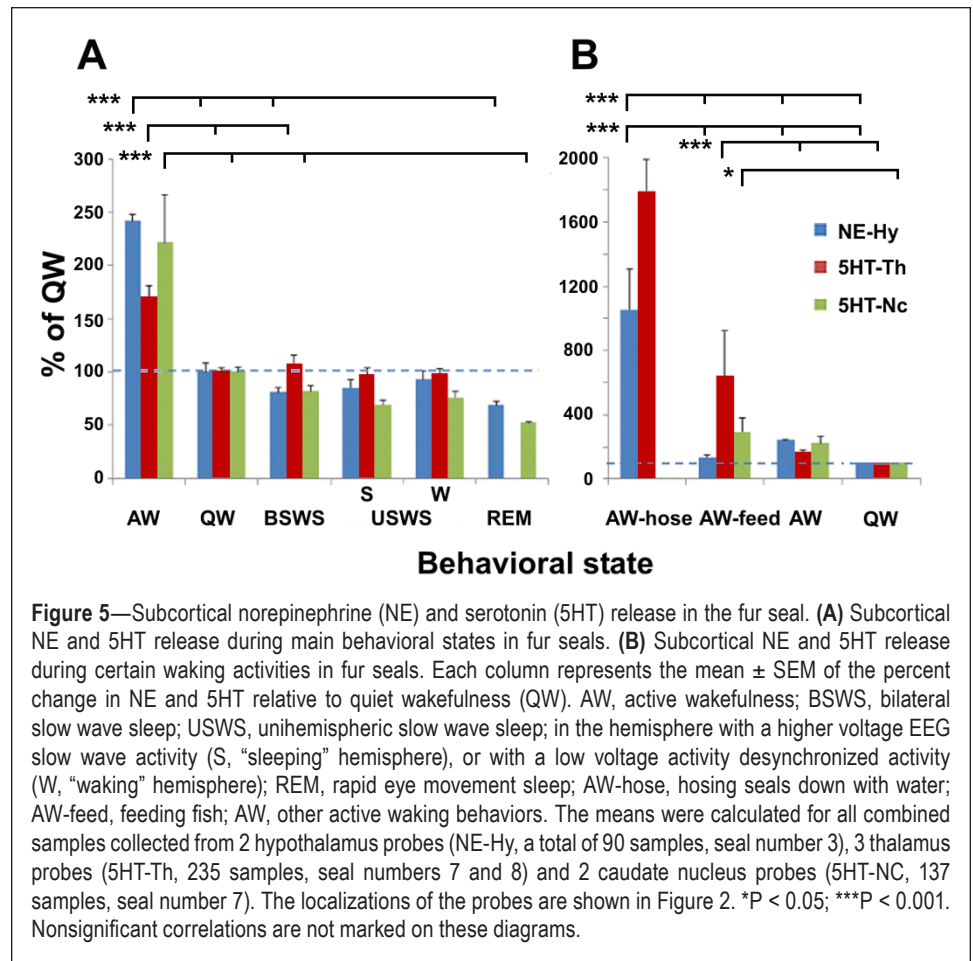 A
B
***
***
***
***
***
***
*
300
250
200
150
100
50
0
% of QW
2000
1600
1200
800
400
0
NE-Hy
5HT-Th
5HT-Nc
S W
AW QW BSWS USWS REM
AW-hose AW-feed AW QW
Behavioral state
Figure 5—Subcortical norepinephrine (NE) and serotonin (5HT) release in the fur seal. (A) Subcortical
NE and 5HT release during main behavioral states in fur seals. (B) Subcortical NE and 5HT release
during certain waking activities in fur seals. Each column represents the mean ± SEM of the percent
change in NE and 5HT relative to quiet wakefulness (QW). AW, active wakefulness; BSWS, bilateral
slow wave sleep; USWS, unihemispheric slow wave sleep; in the hemisphere with a higher voltage EEG
slow wave activity (S, “sleeping” hemisphere), or with a low voltage activity desynchronized activity
(W, “waking” hemisphere); REM, rapid eye movement sleep; AW-hose, hosing seals down with water;
AW-feed, feeding fish; AW, other active waking behaviors. The means were calculated for all combined
samples collected from 2 hypothalamus probes (NE-Hy, a total of 90 samples, seal number 3), 3 thalamus
probes (5HT-Th, 235 samples, seal numbers 7 and 8) and 2 caudate nucleus probes (5HT-NC, 137
samples, seal number 7). The localizations of the probes are shown in Figure 2. *P < 0.05; ***P < 0.001.
Nonsignificant correlations are not marked on these diagrams.